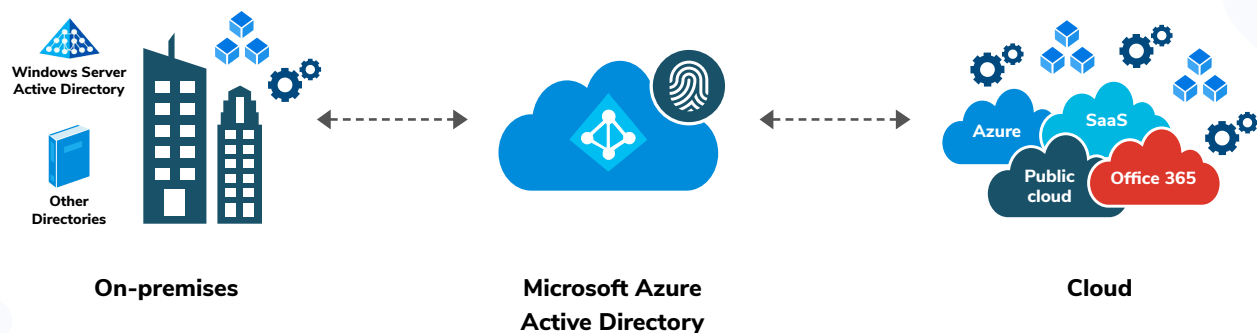 Windows Server
Active Directory
Other
Directories
On-premises
Microsoft Azure
Active Directory
Azure
SaaS
Public
cloud
Office 365
Cloud